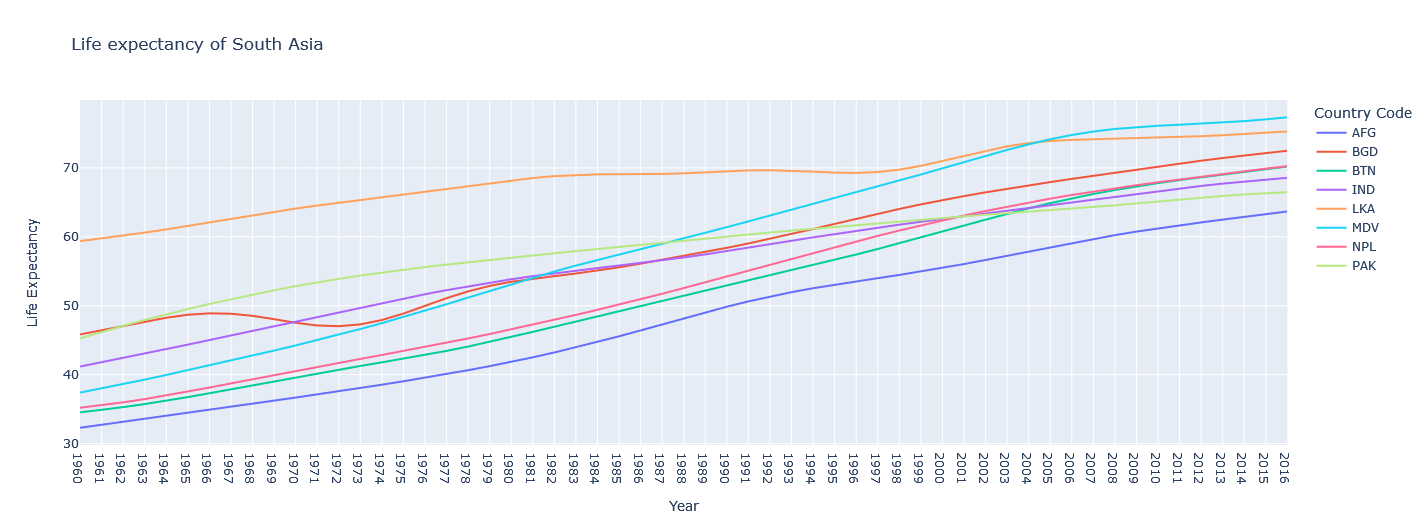 Life expectancy of South Asia
Country Code
AFG
BGD
BTN
IND
LKA
MDV
NPL
PAK
Life Expectancy
70
60
50
40
30
1960 1961 1962 1963 1964 1965 1966 1967 1968 1969 1970 1971 1972 1973 1974 1975 1976 1977 1978 1979 1980 1981 1982 1983 1984 1985 1986 1987 1988 1989 1990 1991 1992 1993 1994 1995 1996 1997 1998 1999 2000 2001 2002 2003 2004 2005 2006 2007 2008 2009 2010 2011 2012 2013 2014 2015 2016
Year